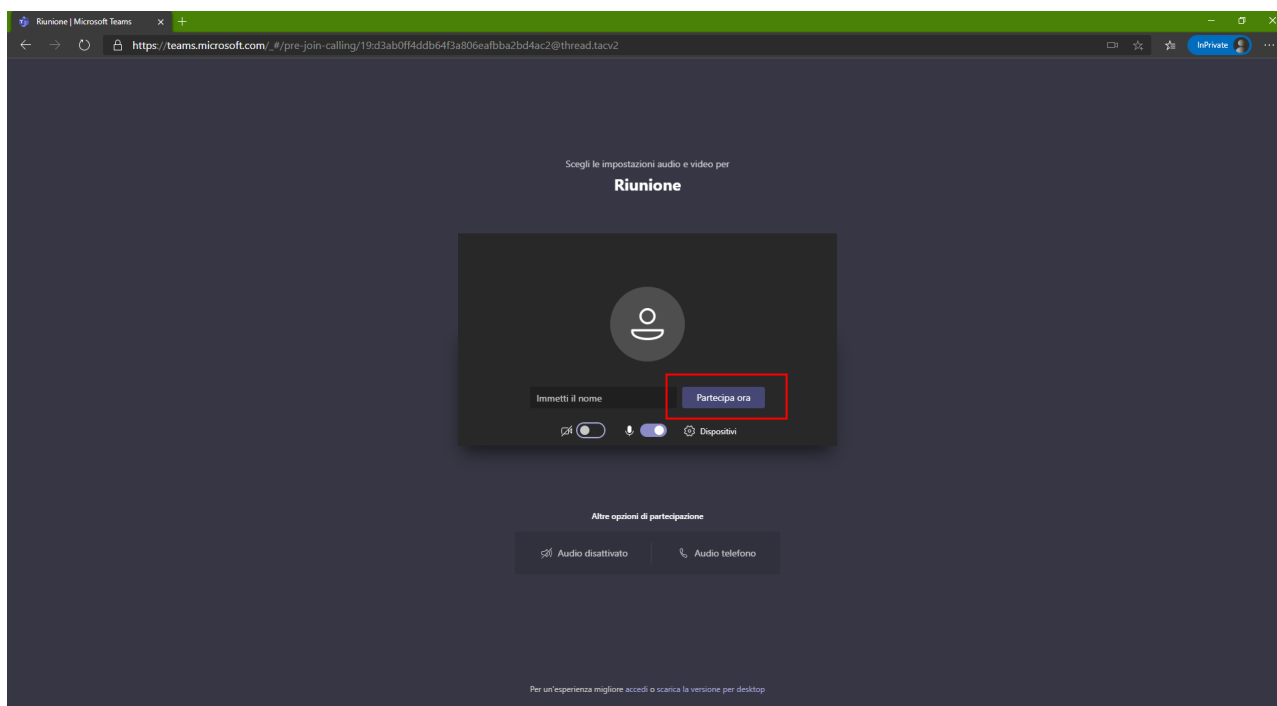 Riunione | Microsoft Teams
https://teams.microsoft.com/_#/pre-join-calling/19:d3ab0ff4ddb64f3a806eafbba2bd4ac2@thread.tacv2
InPrivate
Scegli le impostazioni audio e video per
Riunione
Immetti il nome
Partecipa ora
Dispositivi
Altre opzioni di partecipazione
Audio disattivato
Audio telefono
Per un'esperienza migliore accedi o scarica la versione per desktop